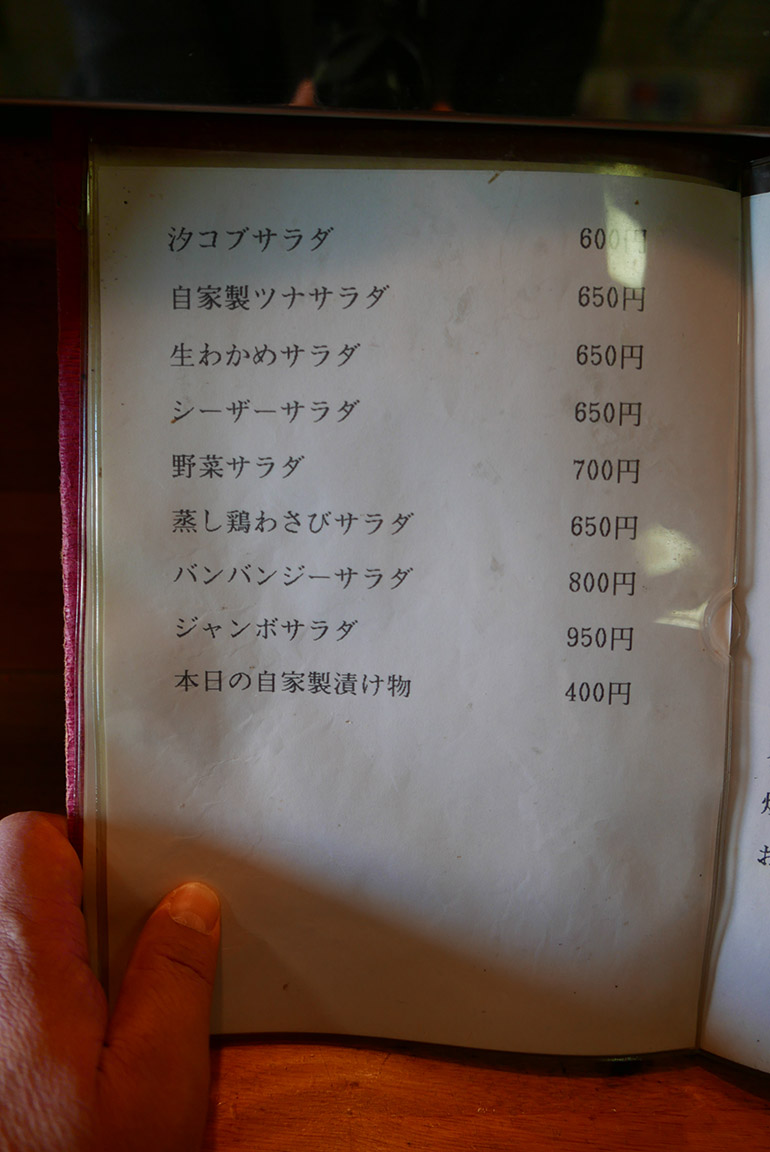 汐コブサラダ 600円
自家製ツナサラダ 650円
生わかめサラダ 650円
シーザーサラダ 650円
野菜サラダ 700円
蒸し鶏わさびサラダ 650円
バンバンジーサラダ 800円
ジャンボサラダ 950円
本日の自家製漬け物 400円